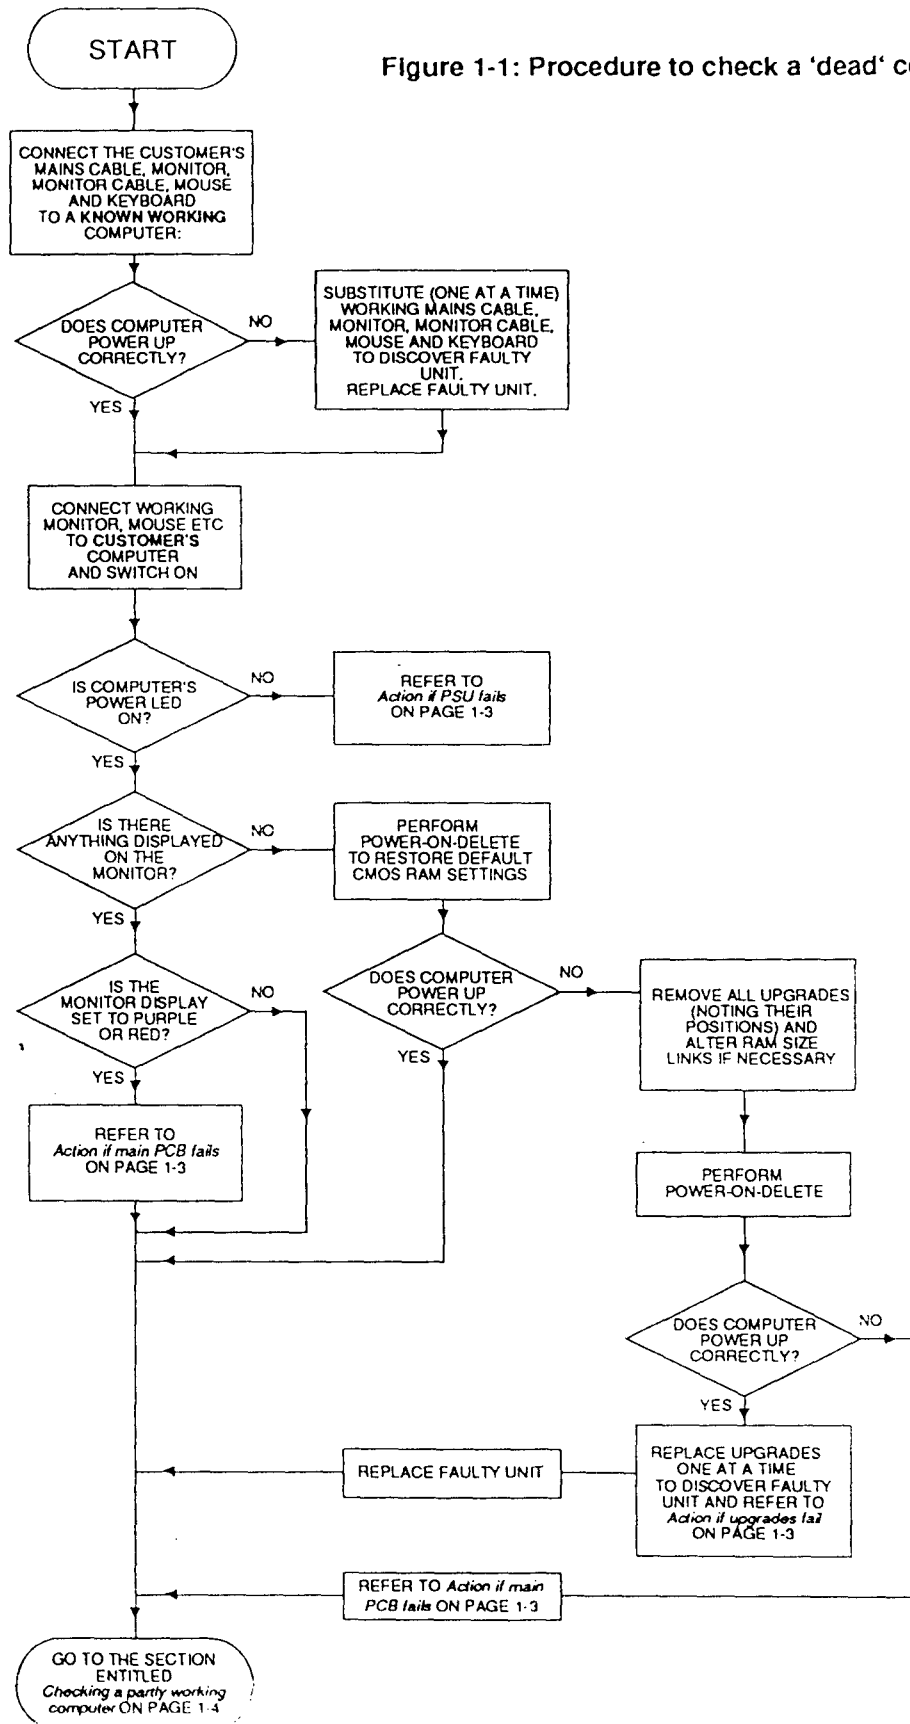 START
Figure 1-1: Procedure to check a 'dead'
CONNECT THE CUSTOMER'S
MAINS CABLE, MONITOR,
MONITOR CABLE, MOUSE
AND KEYBOARD
TO A KNOWN WORKING
COMPUTER:
DOES COMPUTER
POWER UP
CORRECTLY?
NO
SUBSTITUTE (ONE AT A TIME)
WORKING MAINS CABLE,
MONITOR, MONITOR CABLE,
MOUSE AND KEYBOARD
TO DISCOVER FAULTY
UNIT.
REPLACE FAULTY UNIT.
YES
CONNECT WORKING
MONITOR, MOUSE ETC
TO CUSTOMER'S
COMPUTER
AND SWITCH ON
IS COMPUTER'S
POWER LED
ON?
NO
REFER TO
Action if PSU fails
ON PAGE 1-3
YES
IS THERE
ANYTHING DISPLAYED
ON THE
MONITOR?
NO
PERFORM
POWER-ON-DELETE
TO RESTORE DEFAULT
CMOS RAM SETTINGS
YES
IS THE
MONITOR DISPLAY
SET TO PURPLE
OR RED?
NO
DOES COMPUTER
POWER UP
CORRECTLY?
NO
REMOVE ALL UPGRADES
(NOTING THEIR
POSITIONS) AND
ALTER RAM SIZE
LINKS IF NECESSARY
YES
YES
REFER TO
Action if main PCB fails
ON PAGE 1-3
PERFORM
POWER-ON-DELETE
DOES COMPUTER
POWER UP
CORRECTLY?
NO
YES
REPLACE FAULTY UNIT
REPLACE UPGRADES
ONE AT A TIME
TO DISCOVER FAULTY
UNIT AND REFER TO
Action if upgrades fail
ON PAGE 1-3
REFER TO Action if main
PCB fails ON PAGE 1-3
GO TO THE SECTION
ENTITLED
Checking a partly working
computer ON PAGE 1-4